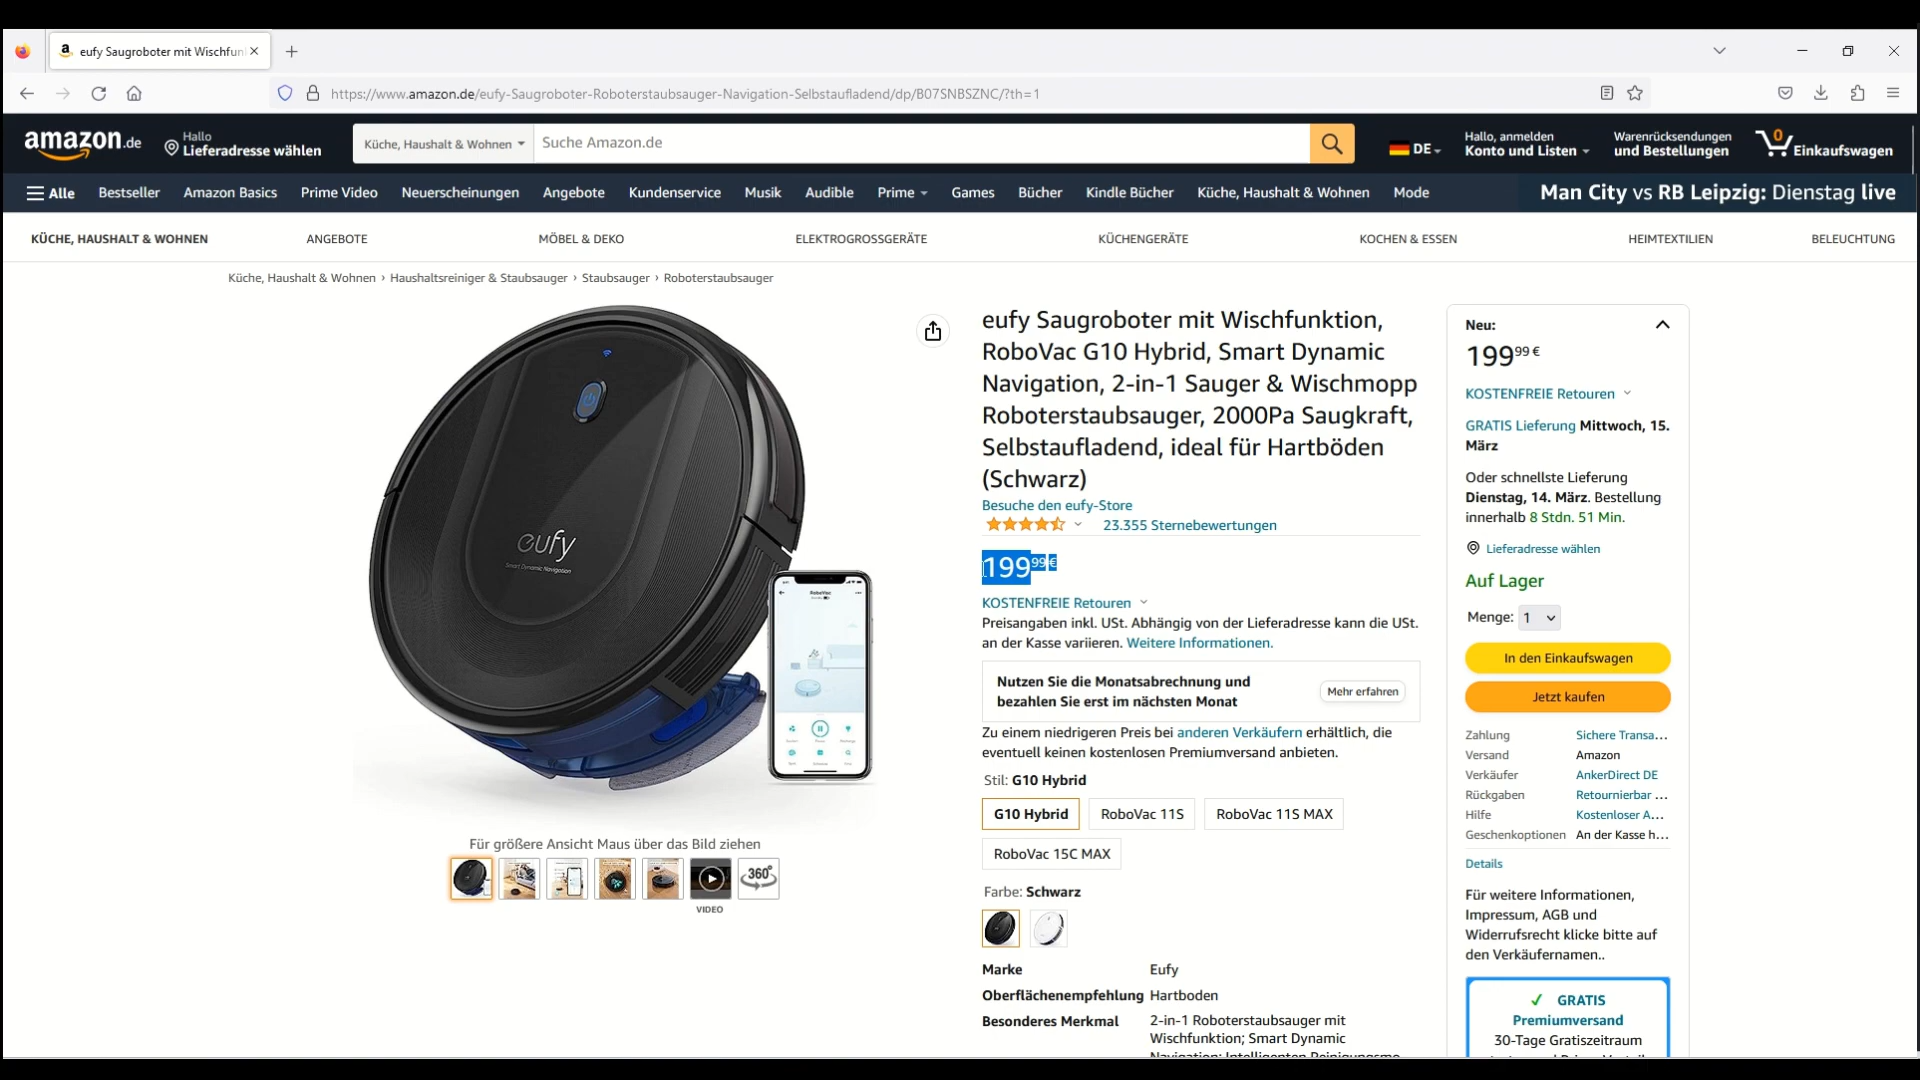 eufy Saugroboter mit Wischfun
https://www.amazon.de/eufy-Saugroboter-Roboterstaubsauger-Navigation-Selbstaufladend/dp/B07SNBSZNC/?th=1
amazon.de
Hallo
Lieferadresse wählen
Küche, Haushalt & Wohnen
Suche Amazon.de
DE
Hallo, anmelden
Konto und Listen
Warenrücksendungen
und Bestellungen
0
Einkaufswagen
Alle
Bestseller
Amazon Basics
Prime Video
Neuerscheinungen
Angebote
Kundenservice
Musik
Audible
Prime
Games
Bücher
Kindle Bücher
Küche, Haushalt & Wohnen
Mode
Man City vs RB Leipzig: Dienstag live
KÜCHE, HAUSHALT & WOHNEN
ANGEBOTE
MÖBEL & DEKO
ELEKTROGROSSGERÄTE
KÜCHENGERÄTE
KOCHEN & ESSEN
HEIMTEXTILIEN
BELEUCHTUNG
Küche, Haushalt & Wohnen › Haushaltsreiniger & Staubsauger › Staubsauger › Roboterstaubsauger
eufy
Smart Dynamic Navigation
RoboVac
Für größere Ansicht Maus über das Bild ziehen
360°
VIDEO
eufy Saugroboter mit Wischfunktion,
RoboVac G10 Hybrid, Smart Dynamic
Navigation, 2-in-1 Sauger & Wischmopp
Roboterstaubsauger, 2000Pa Saugkraft,
Selbstaufladend, ideal für Hartböden
(Schwarz)
Besuche den eufy-Store
23.355 Sternebewertungen
199 99 €
KOSTENFREIE Retouren
Preisangaben inkl. USt. Abhängig von der Lieferadresse kann die USt.
an der Kasse variieren. Weitere Informationen.
Nutzen Sie die Monatsabrechnung und
bezahlen Sie erst im nächsten Monat
Mehr erfahren
Zu einem niedrigeren Preis bei anderen Verkäufern erhältlich, die
eventuell keinen kostenlosen Premiumversand anbieten.
Stil: G10 Hybrid
G10 Hybrid
RoboVac 11S
RoboVac 11S MAX
RoboVac 15C MAX
Farbe: Schwarz
Marke Eufy
Oberflächenempfehlung Hartboden
Besonderes Merkmal 2-in-1 Roboterstaubsauger mit
Wischfunktion; Smart Dynamic
Navigation; Intelligenten Reinigungsmo
Neu:
199 99 €
KOSTENFREIE Retouren
GRATIS Lieferung Mittwoch, 15.
März
Oder schnellste Lieferung
Dienstag, 14. März. Bestellung
innerhalb 8 Stdn. 51 Min.
Lieferadresse wählen
Auf Lager
Menge: 1
In den Einkaufswagen
Jetzt kaufen
Zahlung Sichere Transa...
Versand Amazon
Verkäufer AnkerDirect DE
Rückgaben Retournierbar ...
Hilfe Kostenloser A...
Geschenkoptionen An der Kasse h...
Details
Für weitere Informationen,
Impressum, AGB und
Widerrufsrecht klicke bitte auf
den Verkäufernamen..
✓ GRATIS
Premiumversand
30-Tage Gratiszeitraum